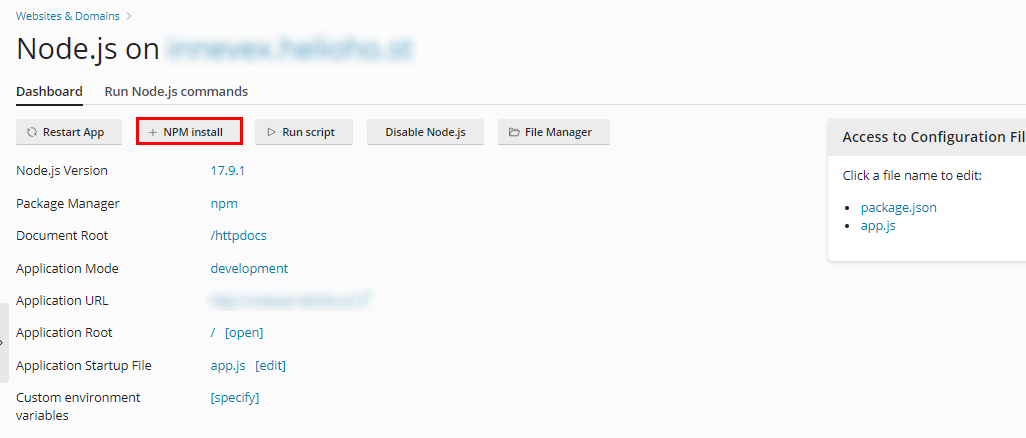 Websites & Domains >
Node.js on
Dashboard Run Node.js commands
Restart App
+ NPM install
Run script
Disable Node.js
File Manager
Access to Configuration Fil
Click a file name to edit:
• package.json
• app.js
Node.js Version 17.9.1
Package Manager npm
Document Root /httpdocs
Application Mode development
Application URL
Application Root / [open]
Application Startup File app.js [edit]
Custom environment [specify]
variables